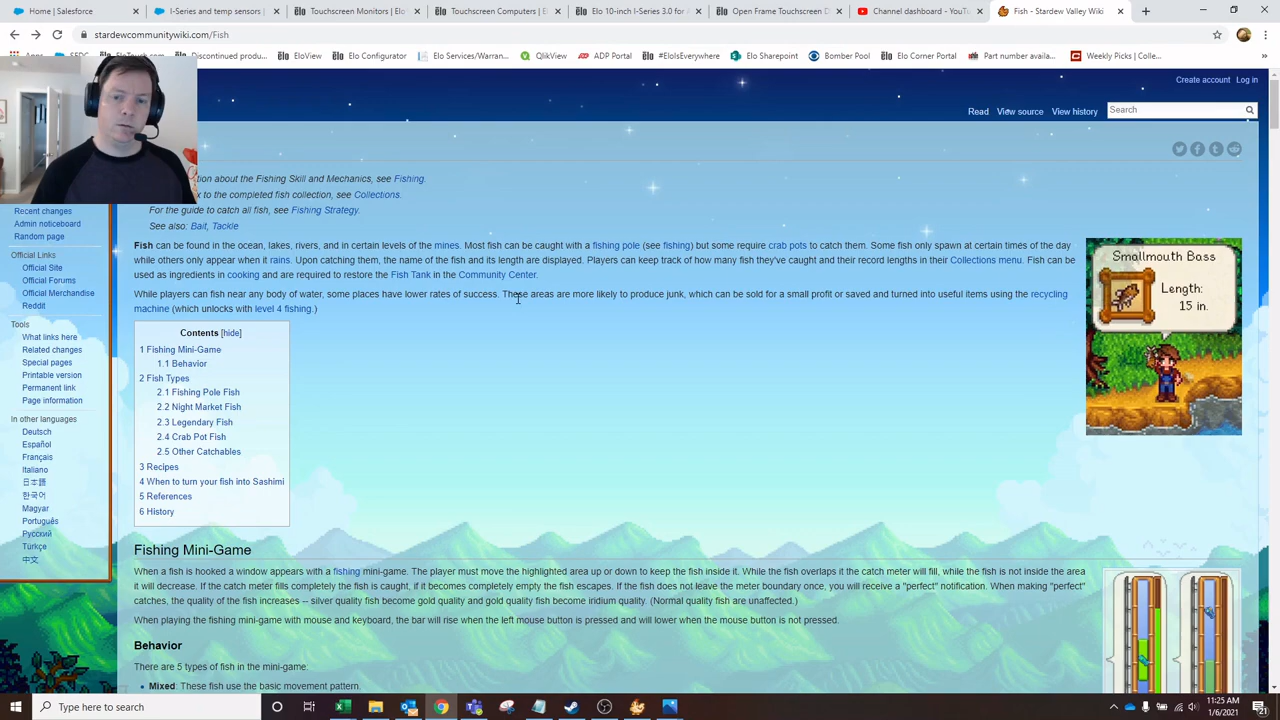 Salesforce
I-Series and sensors - C
Touchscreen Monitors | Elo
Touchscreen Computers | E
Elo 10-inch I-Series 3.0 for A
Open Frame Touchscreen D
Channel dashboard - YouTu
Fish - Stardew Valley Wiki
stardewcommunitywiki.com/Fish
Apps
SFDC
Discontinued produ...
EloView
Elo Configurator
Elo Services/Warran...
QlikView
ADP Portal
#EloIsEverywhere
Elo Sharepoint
Bomber Pool
Elo Corner Portal
Part number availa...
Weekly Picks | Cle...
Create account
Log in
Read
View source
View history
Search
tion about the Fishing Skill and Mechanics, see Fishing.
x to the completed fish collection, see Collections.
For the guide to catch all fish, see Fishing Strategy.
See also: Bait, Tackle
Recent changes
Admin noticeboard
Random page
Official Links
Official Site
Official Forums
Official Merchandise
Reddit
Tools
What links here
Related changes
Special pages
Printable version
Permanent link
Page information
In other languages
Deutsch
Español
Français
Italiano
日本語
한국어
Magyar
Português
Русский
Türkçe
中文
Fish can be found in the ocean, lakes, rivers, and in certain levels of the mines. Most fish can be caught with a fishing pole (see fishing) but some require crab pots to catch them. Some fish only spawn at certain times of the day
while others only appear when it rains. Upon catching them, the name of the fish and its length are displayed. Players can keep track of how many fish they've caught and their record lengths in their Collections menu. Fish can be
used as ingredients in cooking and are required to restore the Fish Tank in the Community Center.
While players can fish near any body of water, some places have lower rates of success. These areas are more likely to produce junk, which can be sold for a small profit or saved and turned into useful items using the recycling
machine (which unlocks with level 4 fishing.)
Smallmouth Bass
Length:
15 in.
Contents [hide]
1 Fishing Mini-Game
1.1 Behavior
2 Fish Types
2.1 Fishing Pole Fish
2.2 Night Market Fish
2.3 Legendary Fish
2.4 Crab Pot Fish
2.5 Other Catchables
3 Recipes
4 When to turn your fish into Sashimi
5 References
6 History
Fishing Mini-Game
When a fish is hooked a window appears with a fishing mini-game. The player must move the highlighted area up or down to keep the fish inside it. While the fish overlaps it the catch meter will fill, while the fish is not inside the area
it will decrease. If the catch meter fills completely the fish is caught, if it becomes completely empty the fish escapes. If the fish does not leave the meter boundary once, you will receive a "perfect" notification. When making "perfect"
catches, the quality of the fish increases -- silver quality fish become gold quality and gold quality fish become iridium quality. (Normal quality fish are unaffected.)
When playing the fishing mini-game with mouse and keyboard, the bar will rise when the left mouse button is pressed and will lower when the mouse button is not pressed.
Behavior
There are 5 types of fish in the mini-game:
Mixed: These fish use the basic movement pattern.
Type here to search
11:25 AM
1/6/2021